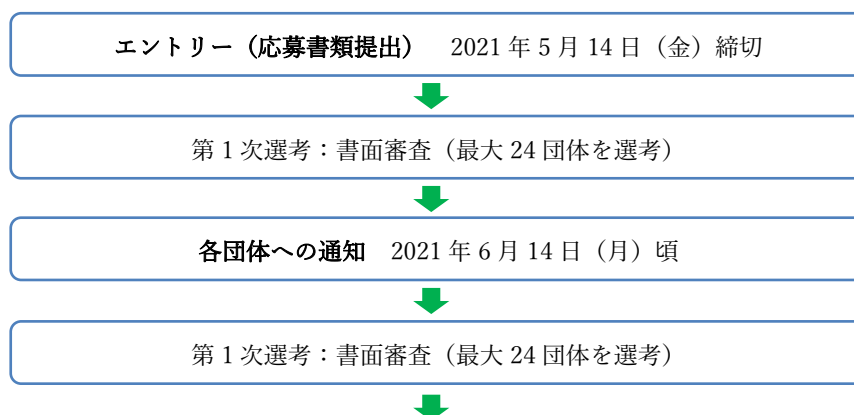 エントリー（応募書類提出）　2021 年 5 月 14 日（金）締切
第 1 次選考：書面審査（最大 24 団体を選考）
各団体への通知　2021 年 6 月 14 日（月）頃
第 1 次選考：書面審査（最大 24 団体を選考）